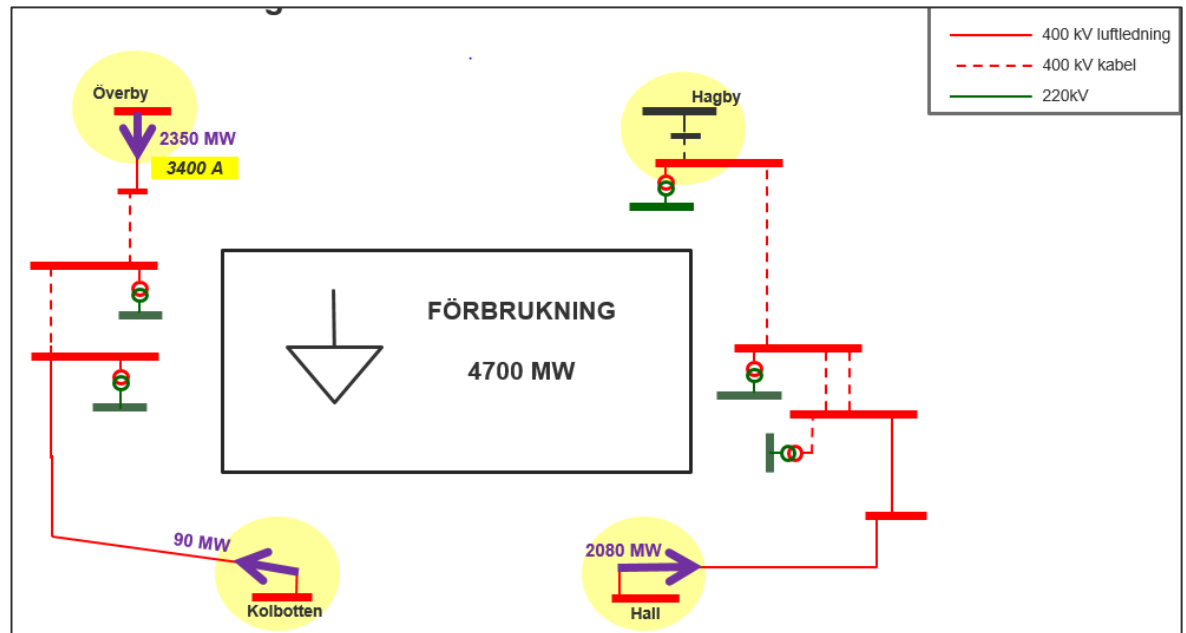 400 kV luftledning
400 kV kabel
220kV
Överby
2350 MW
3400 A
Hagby
FÖRBRUKNING
4700 MW
90 MW
Kolbotten
2080 MW
Hall